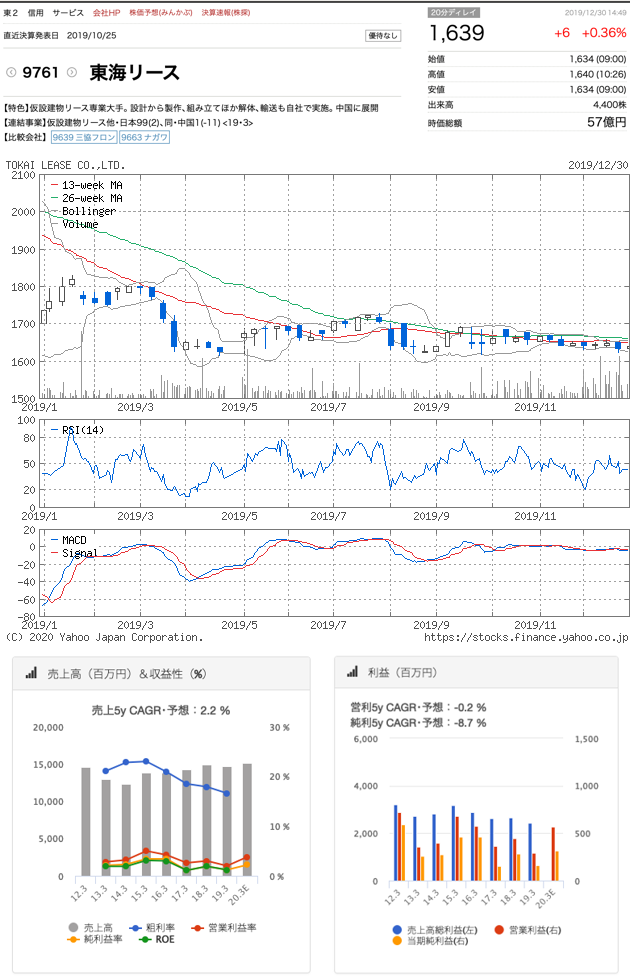 東２ 信用 サービス 会社HP 株価予想(みんかぶ) 決算速報(株探)
直近決算発表日 2019/10/25 優待なし
9761 東海リース
【特色】仮設建物リース専業大手。設計から製作、組み立てほか解体、輸送も自社で実施。中国に展開
【連結事業】仮設建物リース他・日本99(2)、同・中国1(-11) <19・3>
【比較会社】 9639 三協フロン 9663 ナガワ
20分ディレイ 2019/12/30 14:49
1,639 +6 +0.36%
始値 1,634 (09:00)
高値 1,640 (10:26)
安値 1,634 (09:00)
出来高 4,400株
時価総額 57億円
TOKAI LEASE CO.,LTD. 2019/12/30
2100
2000
1900
1800
1700
1600
1500
13-week MA
26-week MA
Bollinger
Volume
2019/1 2019/3 2019/5 2019/7 2019/9 2019/11
100
80
50
20
0
RSI(14)
2019/1 2019/3 2019/5 2019/7 2019/9 2019/11
20
0
-20
-40
-60
-80
MACD
Signal
2019/1 2019/3 2019/5 2019/7 2019/9 2019/11
(C) 2020 Yahoo Japan Corporation. https://stocks.finance.yahoo.co.jp
売上高（百万円）＆収益性（%）
売上5y CAGR・予想：2.2 %
20,000
15,000
10,000
5,000
0
30 %
20 %
10 %
0 %
12.3 13.3 14.3 15.3 16.3 17.3 18.3 19.3 20.3E
売上高 粗利率 営業利益率
純利益率 ROE
利益（百万円）
営利5y CAGR・予想：-0.2 %
純利5y CAGR・予想：-8.7 %
6,000
4,000
2,000
0
1,500
1,000
500
0
12.3 13.3 14.3 15.3 16.3 17.3 18.3 19.3 20.3E
売上高総利益(左) 営業利益(右)
当期純利益(右)